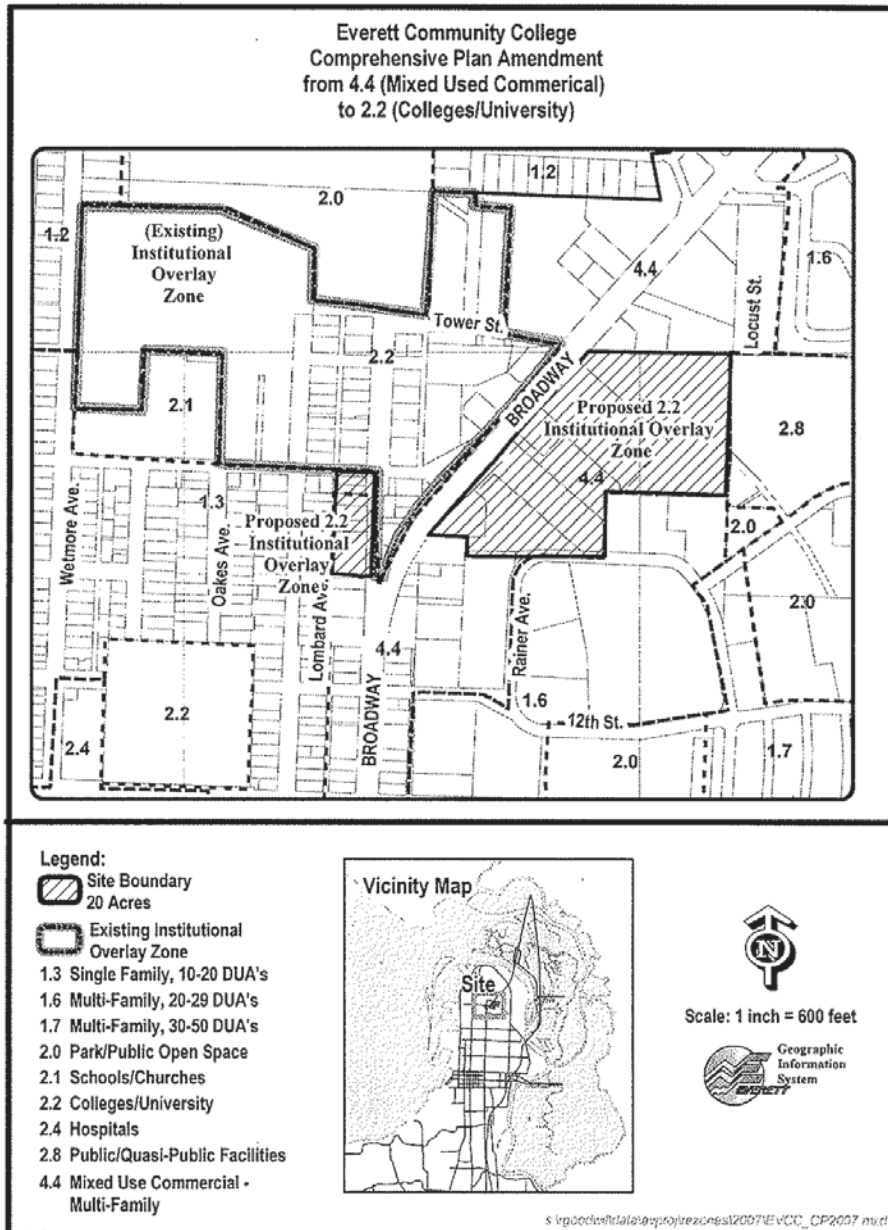 Everett Community College
Comprehensive Plan Amendment
from 4.4 (Mixed Used Commerical)
to 2.2 (Colleges/University)
1.2
2.0
1.2
(Existing)
Institutional
Overlay
Zone
4.4
1.6
Locust St.
Tower St.
2.2
BROADWAY
2.1
Proposed 2.2
Institutional Overlay
Zone
4.4
2.8
1.3
Proposed 2.2
Institutional
Overlay
Zone
2.0
Wetmore Ave.
Oakes Ave.
Lombard Ave.
Rainer Ave.
2.0
4.4
BROADWAY
1.6
12th St.
2.2
2.4
2.0
1.7
Legend:
Site Boundary
20 Acres
Existing Institutional
Overlay Zone
1.3 Single Family, 10-20 DUA's
1.6 Multi-Family, 20-29 DUA's
1.7 Multi-Family, 30-50 DUA's
2.0 Park/Public Open Space
2.1 Schools/Churches
2.2 Colleges/University
2.4 Hospitals
2.8 Public/Quasi-Public Facilities
4.4 Mixed Use Commercial -
Multi-Family
Vicinity Map
Site
N
Scale: 1 inch = 600 feet
Geographic
Information
System
EVERETT